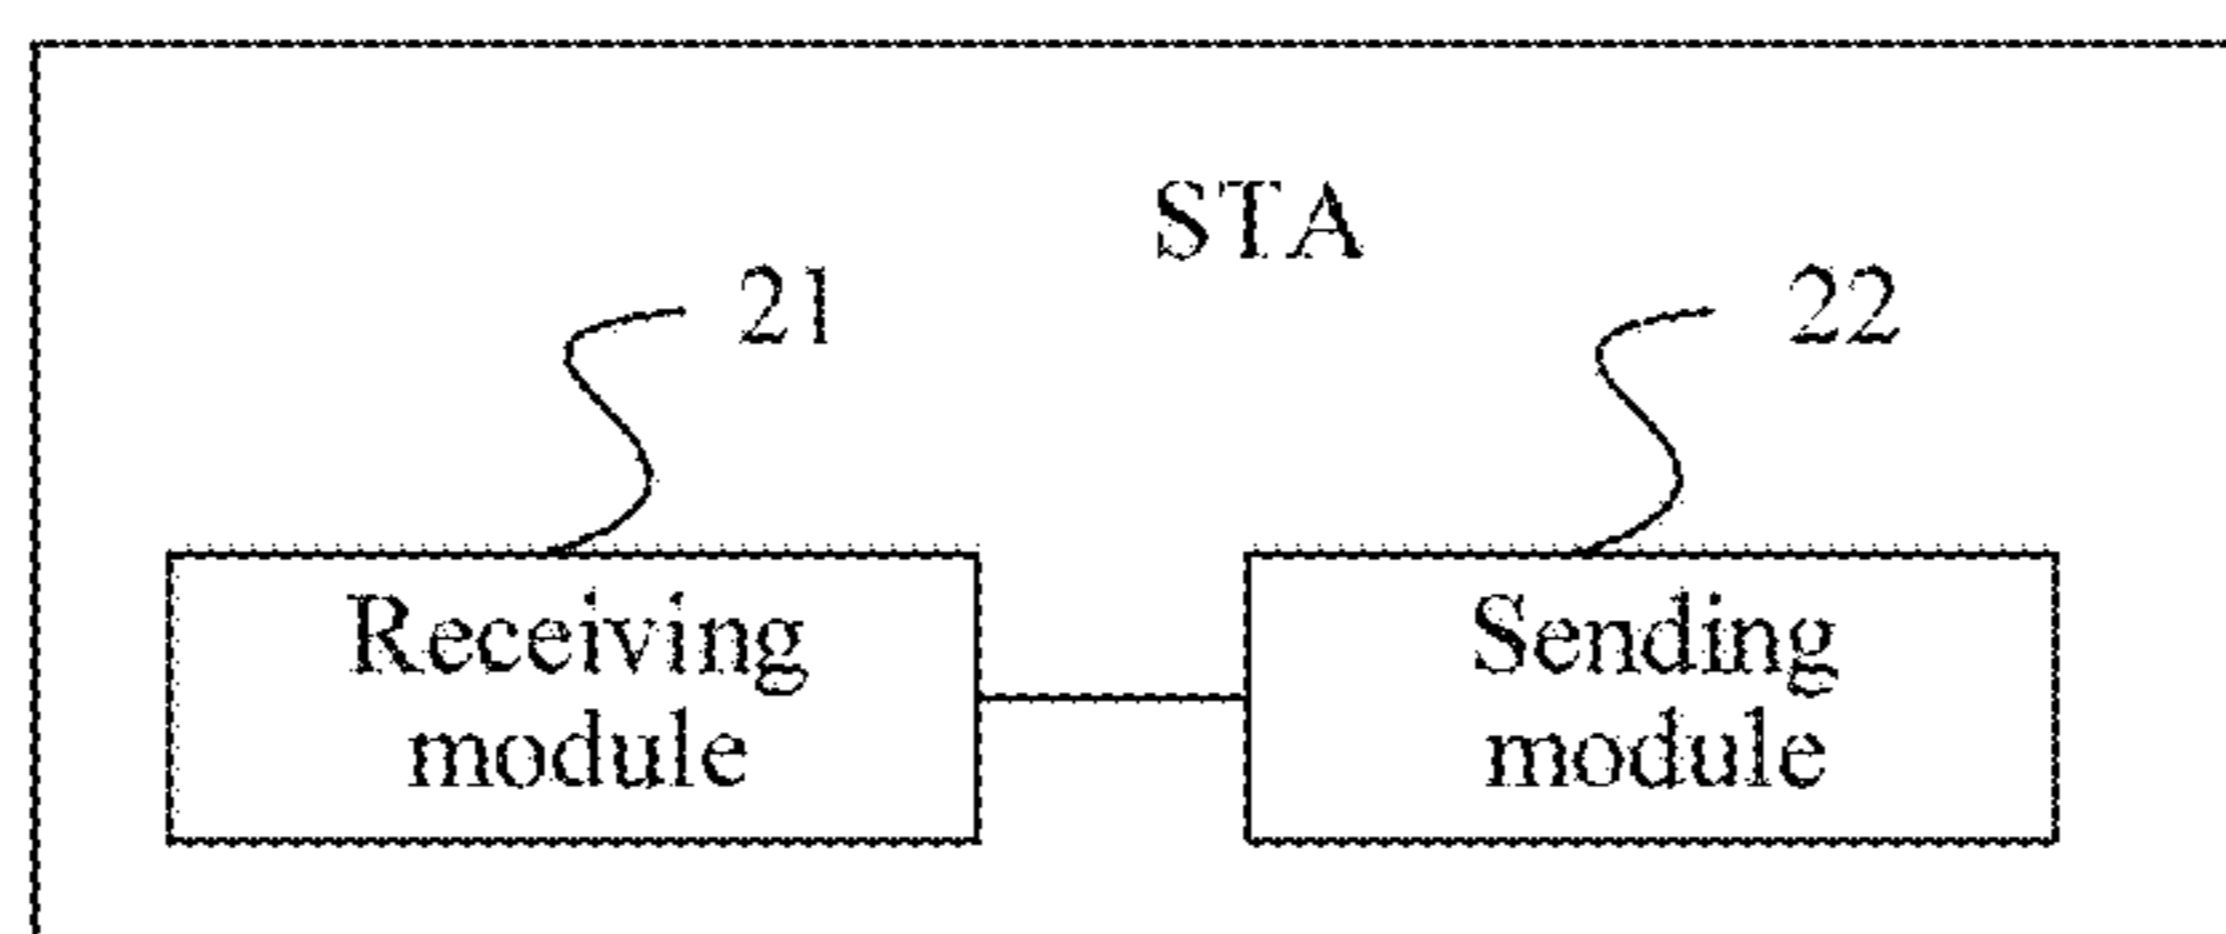 STA
21
22
Receiving
module
Sending
module